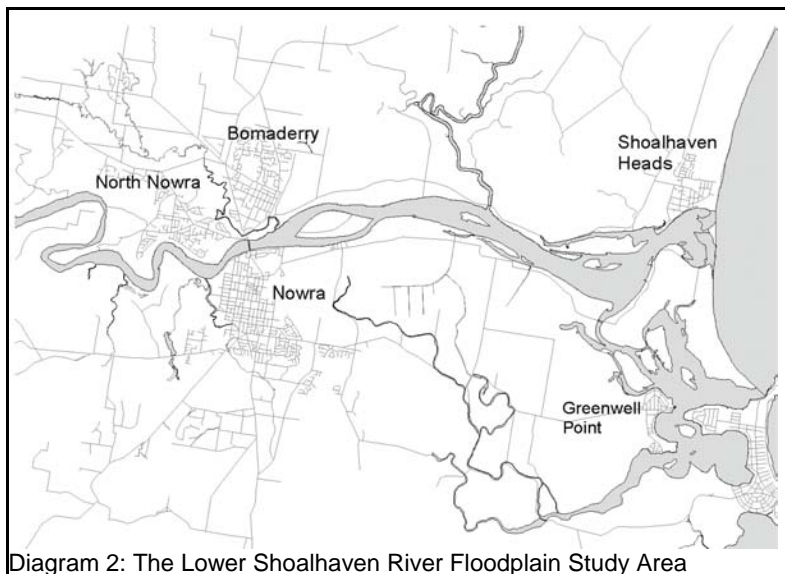 Bomaderry
Shoalhaven
Heads
North Nowra
Nowra
Greenwell
Point
Diagram 2: The Lower Shoalhaven River Floodplain Study Area